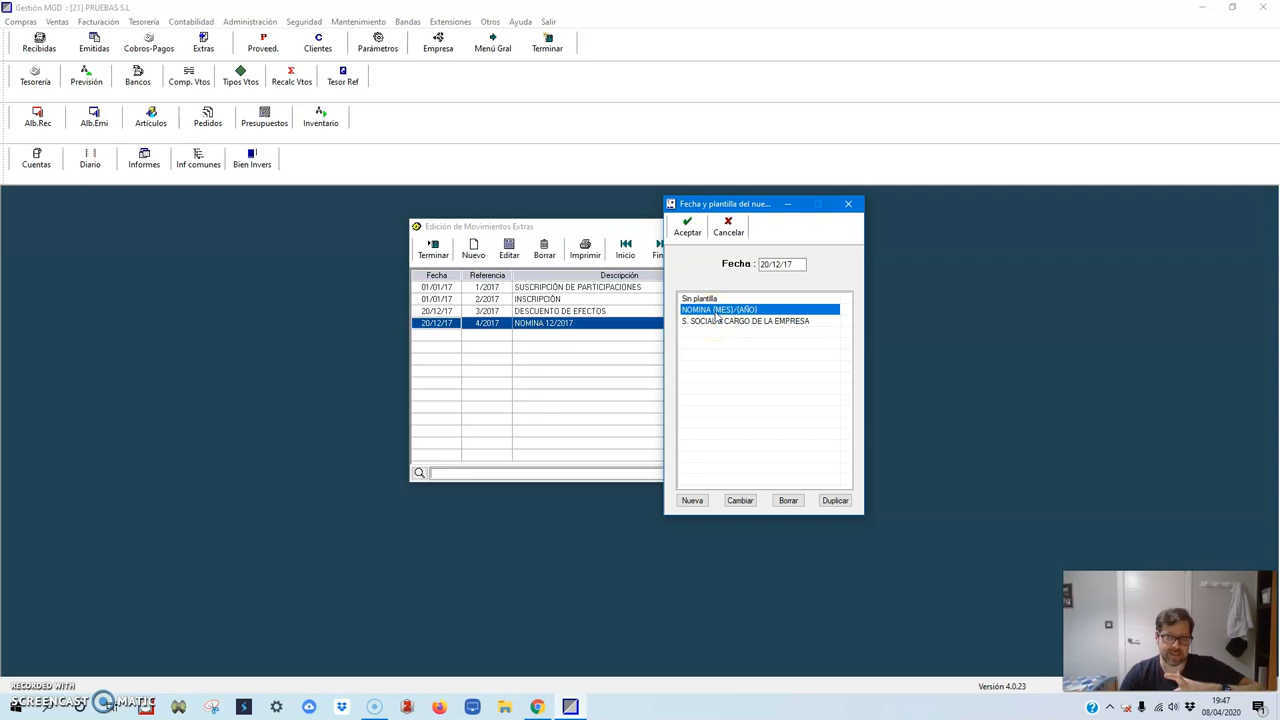 Gestión MGD : [21] PRUEBAS S.L
Compras Ventas Facturación Tesorería Contabilidad Administración Seguridad Mantenimiento Bandas Extensiones Otros Ayuda Salir
Recibidas Emitidas Cobros-Pagos Extras Proveed. Clientes Parámetros Empresa Menú Gral Terminar
Tesorería Previsión Bancos Comp. Vtos Tipos Vtos Recalc Vtos Tesor Ref
Alb.Rec Alb.Emi Artículos Pedidos Presupuestos Inventario
Cuentas Diario Informes Inf comunes Bien Invers
Fecha y plantilla del nue...
Aceptar Cancelar
Fecha : 20/12/17
Sin plantilla
NOMINA {MES}/{AÑO}
S. SOCIAL A CARGO DE LA EMPRESA
Nueva Cambiar Borrar Duplicar
Edición de Movimientos Extras
Terminar Nuevo Editar Borrar Imprimir Inicio Fin
Fecha Referencia Descripción
01/01/17 1/2017 SUSCRIPCIÓN DE PARTICIPACIONES
01/01/17 2/2017 INSCRIPCIÓN
20/12/17 3/2017 DESCUENTO DE EFECTOS
20/12/17 4/2017 NOMINA 12/2017
Versión 4.0.23
RECORDED WITH
SCREENCAST MATIC
19:47
08/04/2020